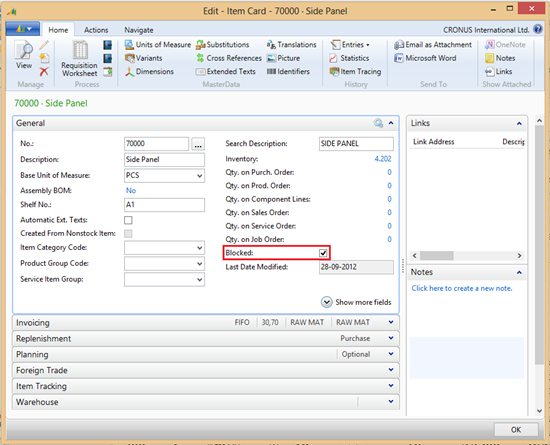 Edit - Item Card - 70000 - Side Panel
Home Actions Navigate CRONUS International Ltd.
View
Manage
Requisition Worksheet
Process
Units of Measure Substitutions Translations
Variants Cross References Picture
Dimensions Extended Texts Identifiers
MasterData
Entries
Statistics
Item Tracing
History
Email as Attachment
Microsoft Word
Send To
OneNote
Notes
Links
Show Attached
70000 - Side Panel
General
No.: 70000 ...
Description: Side Panel
Base Unit of Measure: PCS
Assembly BOM: No
Shelf No.: A1
Automatic Ext. Texts:
Created From Nonstock Item:
Item Category Code:
Product Group Code:
Service Item Group:
Search Description: SIDE PANEL
Inventory: 4.202
Qty. on Purch. Order: 0
Qty. on Prod. Order: 0
Qty. on Component Lines: 0
Qty. on Sales Order: 0
Qty. on Service Order: 0
Qty. on Job Order: 0
Blocked:
Last Date Modified: 28-09-2012
Show more fields
Invoicing FIFO 30,70 RAW MAT RAW MAT
Replenishment Purchase
Planning Optional
Foreign Trade
Item Tracking
Warehouse
Links
Link Address Descrip
Notes
Click here to create a new note.
OK